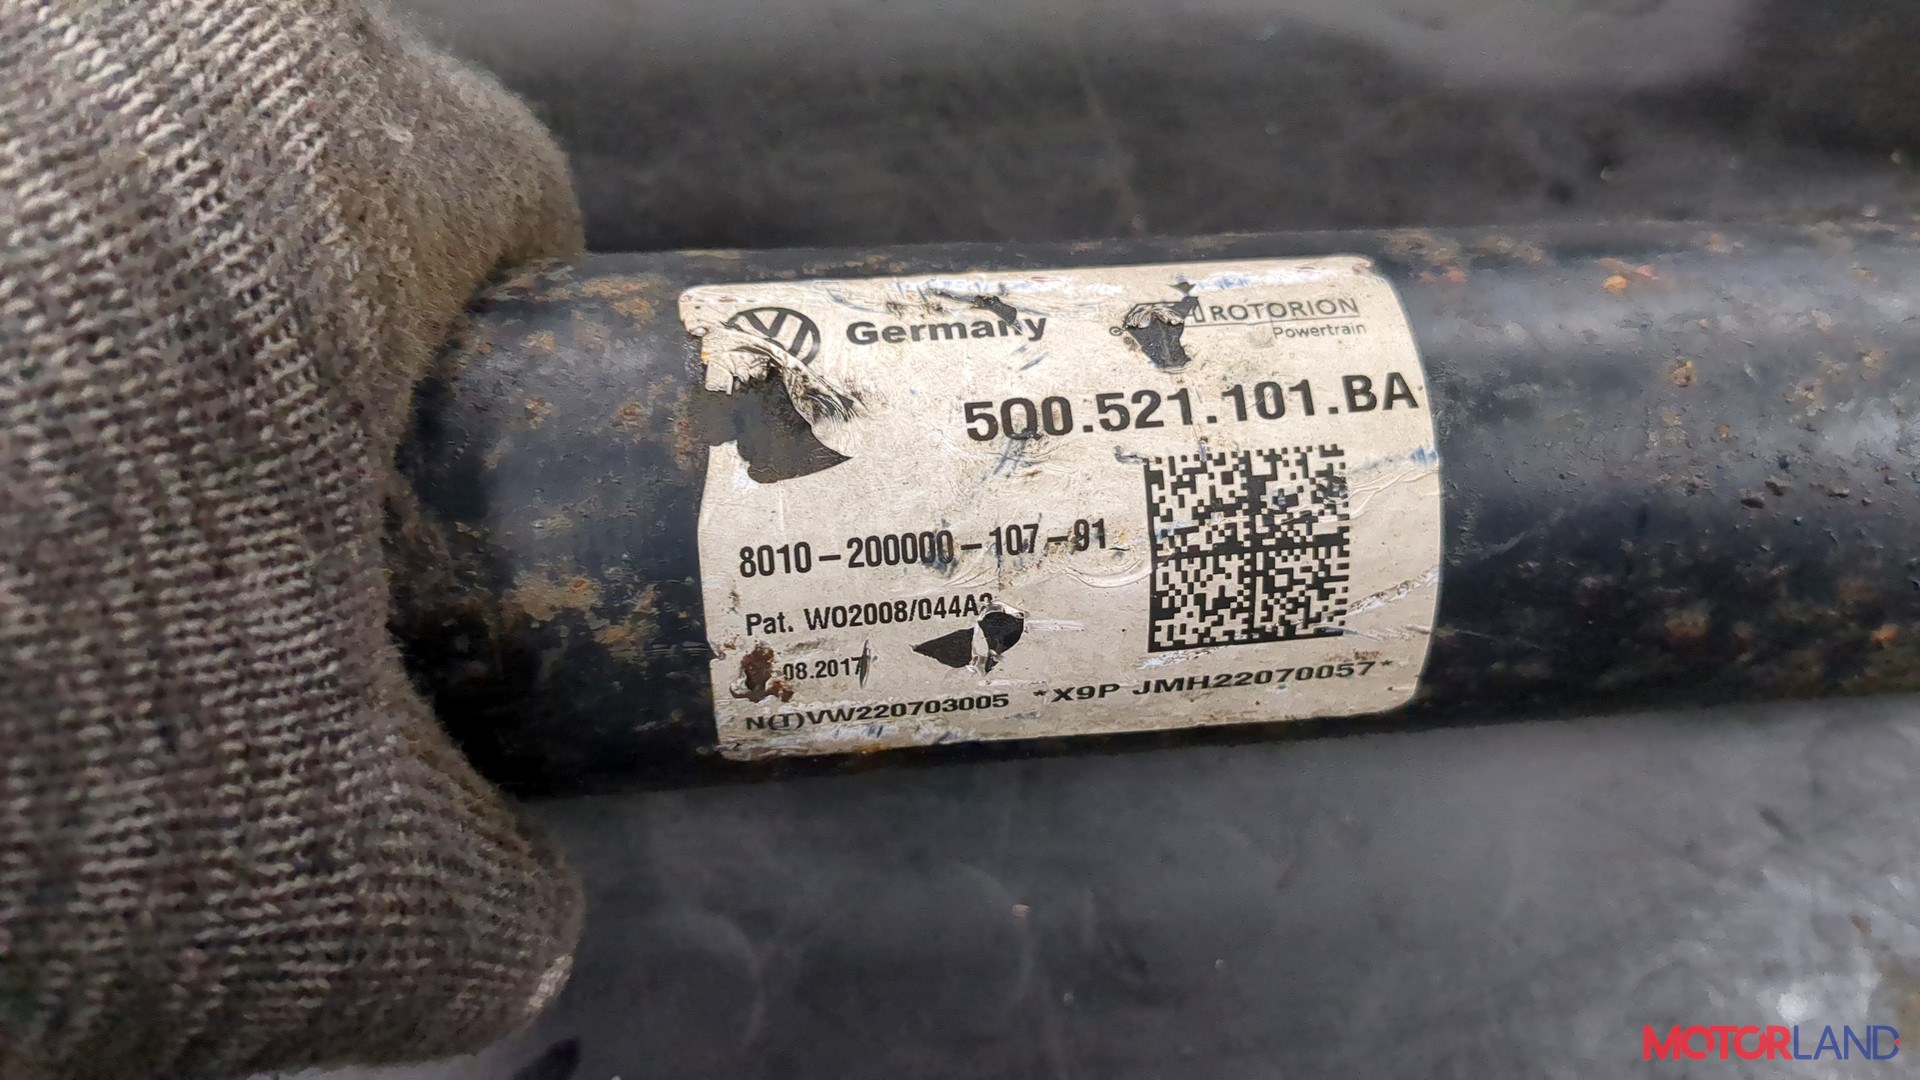 Germany
ROTORION
Powertrain
5Q0.521.101.BA
8010-200000-107-91
Pat. WO2008/044A2
08.2017
N(T)VW220703005 *X9P JMH22070057*
MOTORLAND